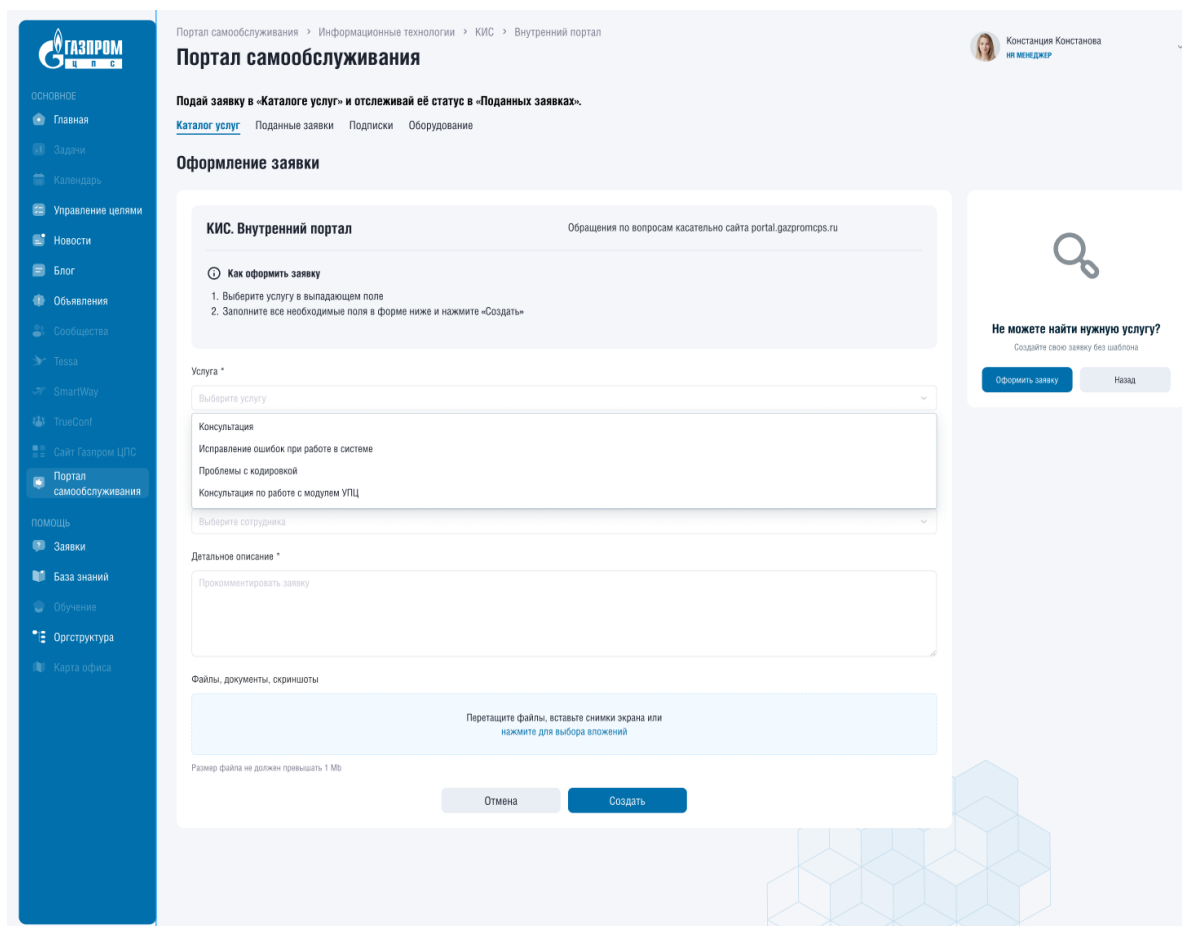 ГАЗПРОМ
ЦПС
ОСНОВНОЕ
Главная
Задачи
Календарь
Управление целями
Новости
Блог
Объявления
Сообщества
Tessa
SmartWay
TrueConf
Сайт Газпром ЦПС
Портал
самообслуживания
ПОМОЩЬ
Заявки
База знаний
Обучение
Оргструктура
Карта офиса
Портал самообслуживания > Информационные технологии > КИС > Внутренний портал
Портал самообслуживания
Констанция Констанова
HR МЕНЕДЖЕР
Подай заявку в «Каталоге услуг» и отслеживай её статус в «Поданных заявках».
Каталог услуг Поданные заявки Подписки Оборудование
Оформление заявки
КИС. Внутренний портал
Обращения по вопросам касательно сайта portal.gazpromcps.ru
Как оформить заявку
1. Выберите услугу в выпадающем поле
2. Заполните все необходимые поля в форме ниже и нажмите «Создать»
Услуга *
Выберите услугу
Консультация
Исправление ошибок при работе в системе
Проблемы с кодировкой
Консультация по работе с модулем УПЦ
Выберите сотрудника
Детальное описание *
Прокомментировать заявку
Файлы, документы, скриншоты
Перетащите файлы, вставьте снимки экрана или
нажмите для выбора вложений
Размер файла не должен превышать 1 Mb
Отмена Создать
Не можете найти нужную услугу?
Создайте свою заявку без шаблона
Оформить заявку Назад